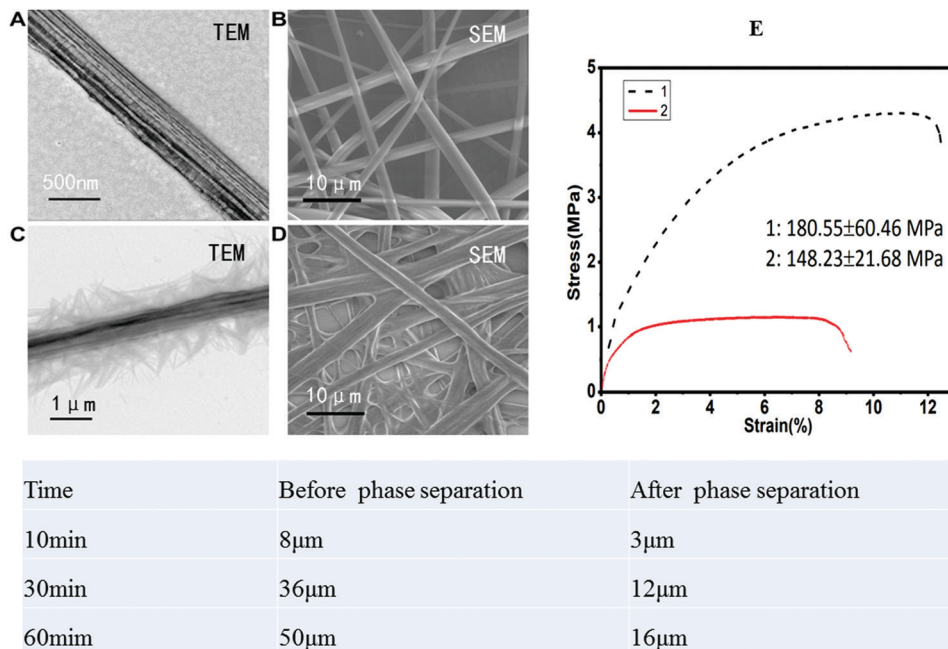 A
TEM
500nm
B
SEM
10 μm
C
TEM
1 μm
D
SEM
10 μm
E
5
4
3
2
1
0
1
2
1: 180.55±60.46 MPa
2: 148.23±21.68 MPa
Stress(MPa)
0 2 4 6 8 10 12
Strain(%)
Time Before phase separation After phase separation
10min 8μm 3μm
30min 36μm 12μm
60mim 50μm 16μm